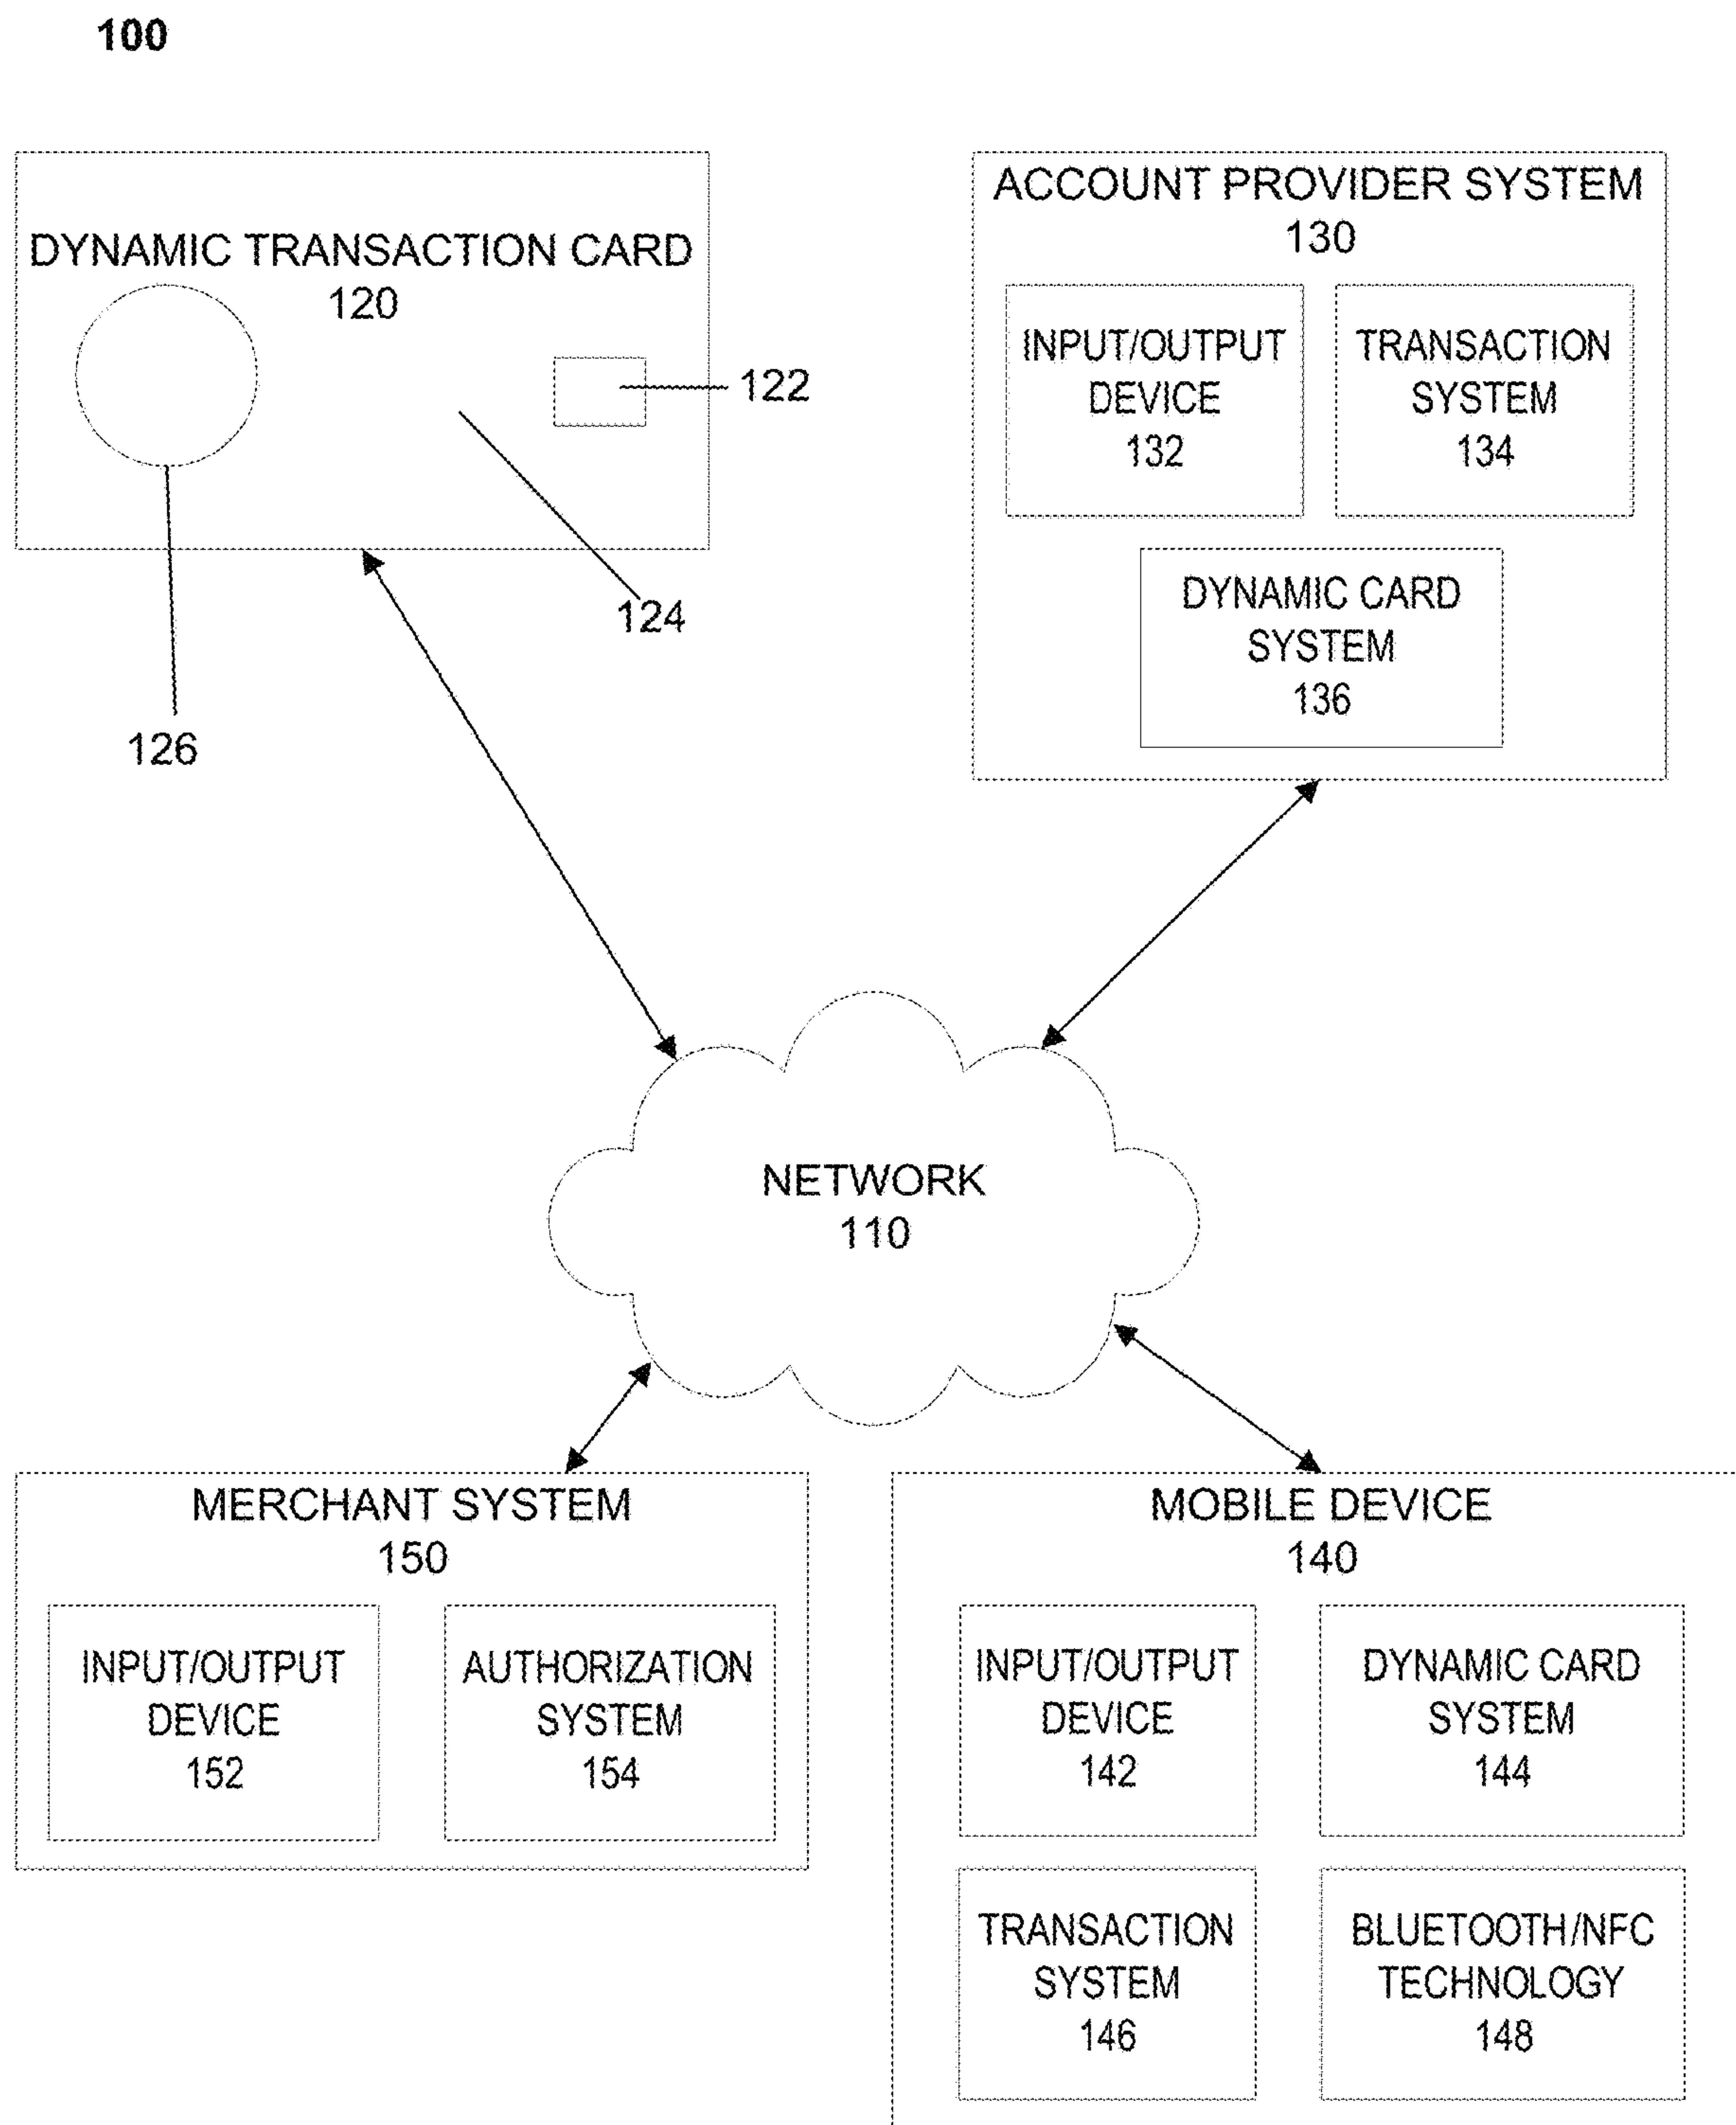 100
DYNAMIC TRANSACTION CARD
120
122
124
126
ACCOUNT PROVIDER SYSTEM
130
INPUT/OUTPUT
DEVICE
132
TRANSACTION
SYSTEM
134
DYNAMIC CARD
SYSTEM
136
NETWORK
110
MERCHANT SYSTEM
150
INPUT/OUTPUT
DEVICE
152
AUTHORIZATION
SYSTEM
154
MOBILE DEVICE
140
INPUT/OUTPUT
DEVICE
142
DYNAMIC CARD
SYSTEM
144
TRANSACTION
SYSTEM
146
BLUETOOTH/NFC
TECHNOLOGY
148